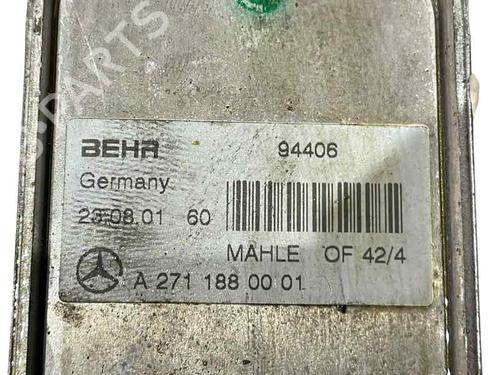 BEHR 94406
Germany
23.08.01 60
MAHLE OF 42/4
A 271 188 00 01